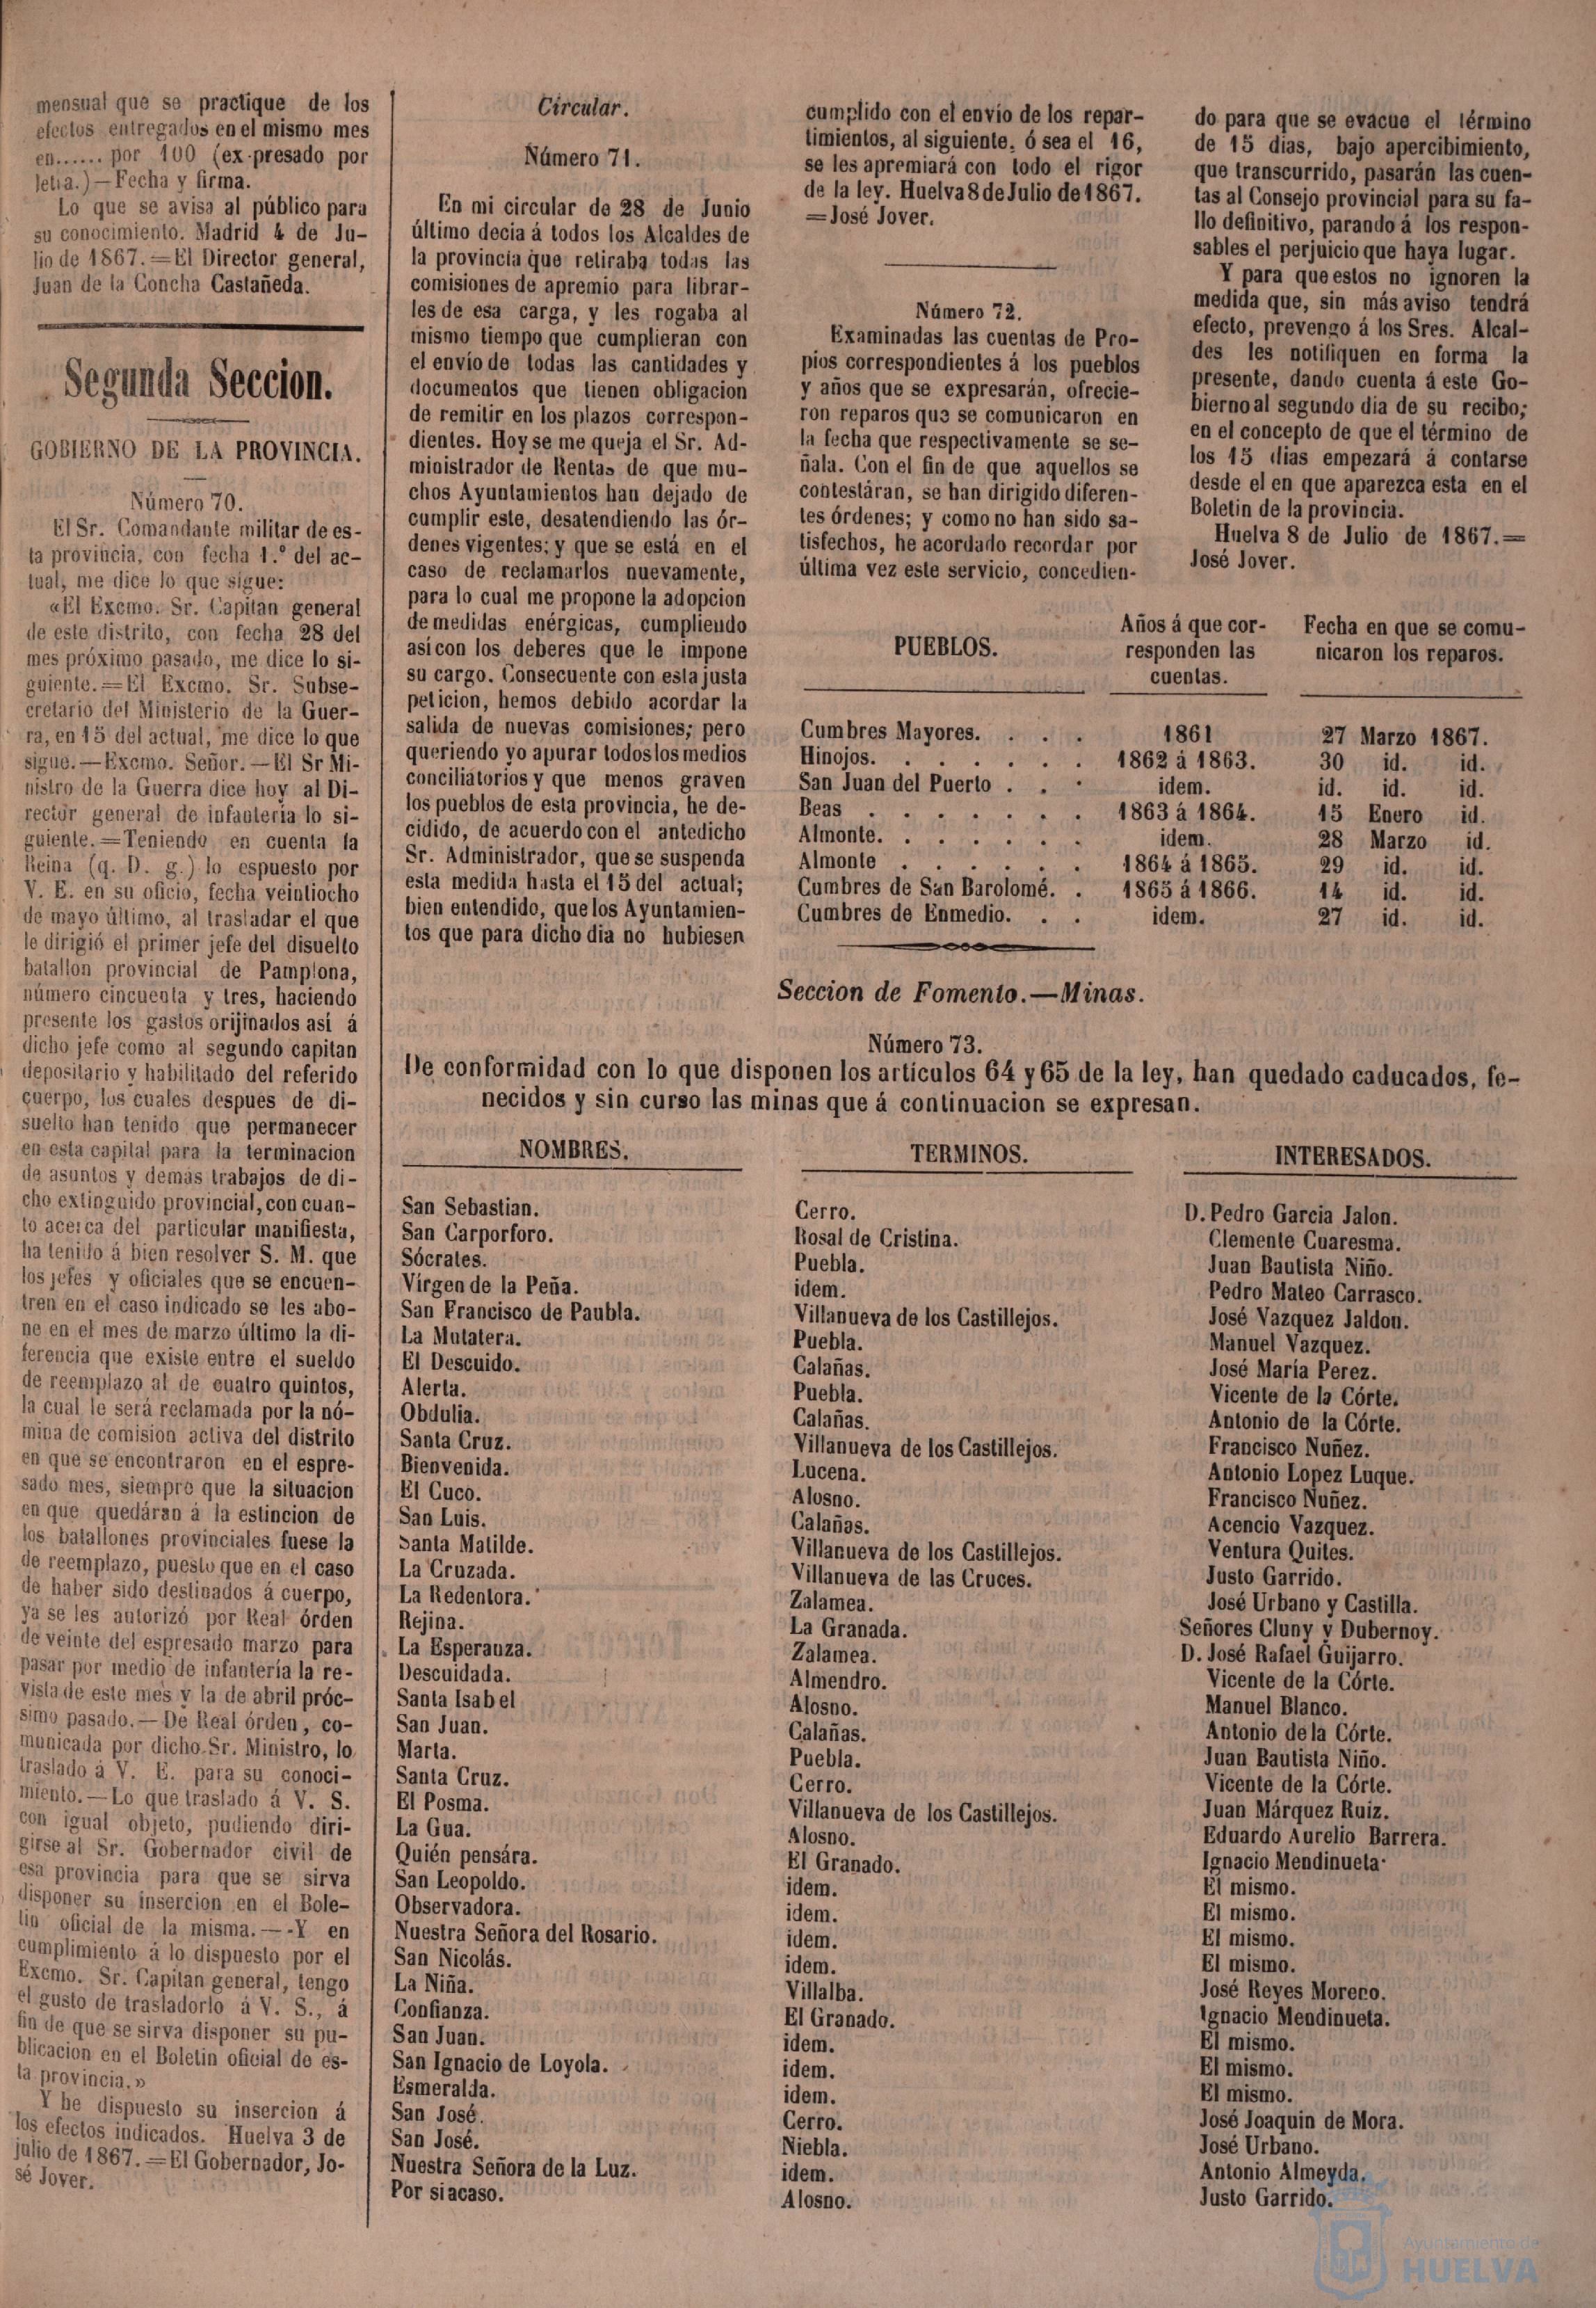 mensual que se practique de los
efectos entregados en el mismo mes
en...... por 100 (ex-presado por
letra.)—Fecha y firma.
Lo que se avisa al público para
su conocimiento. Madrid 4 de Ju-
lio de 1867.=El Director general,
Juan de la Concha Castañeda.
Segunda Seccion.
GOBIERNO DE LA PROVINCIA.
Número 70.
El Sr. Comandante militar de es-
ta provincia, con fecha 1.º del ac-
tual, me dice lo que sigue:
«El Excmo. Sr. Capitan general
de este distrito, con fecha 28 del
mes próximo pasado, me dice lo si-
guiente.=El Excmo. Sr. Subse-
cretario del Ministerio de la Guer-
ra, en 15 del actual, me dice lo que
sigue.—Excmo. Señor.—El Sr Mi-
nistro de la Guerra dice hoy al Di-
rector general de infantería lo si-
guiente.=Teniendo en cuenta la
Reina (q. D. g.) lo espuesto por
V. E. en su oficio, fecha veintiocho
de mayo último, al trasladar el que
le dirigió el primer jefe del disuelto
batallon provincial de Pamplona,
número cincuenta y tres, haciendo
presente los gastos orijinados así á
dicho jefe como al segundo capitan
depositario y habilitado del referido
cuerpo, los cuales despues de di-
suelto han tenido que permanecer
en esta capital para la terminacion
de asuntos y demás trabajos de di-
cho extinguido provincial, con cuan-
to acerca del particular manifiesta,
ha tenido á bien resolver S. M. que
los jefes y oficiales que se encuen-
tren en el caso indicado se les abo-
ne en el mes de marzo último la di-
ferencia que existe entre el sueldo
de reemplazo al de cuatro quintos,
la cual le será reclamada por la nó-
mina de comision activa del distrito
en que se encontraron en el espre-
sado mes, siempre que la situacion
en que quedáran á la estincion de
los batallones provinciales fuese la
de reemplazo, puesto que en el caso
de haber sido destinados á cuerpo,
ya se les autorizó por Real órden
de veinte del espresado marzo para
pasar por medio de infantería la re-
vista de este mes y la de abril próc-
simo pasado.—De Real órden, co-
municada por dicho Sr. Ministro, lo
traslado á V. E. para su conoci-
miento.—Lo que traslado á V. S.
con igual objeto, pudiendo diri-
girse al Sr. Gobernador civil de
esa provincia para que se sirva
disponer su insercion en el Bole-
tin oficial de la misma.—-Y en
cumplimiento á lo dispuesto por el
Excmo. Sr. Capitan general, tengo
el gusto de trasladorlo á V. S., á
fin de que se sirva disponer su pu-
blicacion en el Boletin oficial de es-
ta provincia.»
Y he dispuesto su insercion á
los efectos indicados. Huelva 3 de
julio de 1867.=El Gobernador, Jo-
sé Jover.
Circular.
Número 71.
En mi circular de 28 de Junio
último decia á todos los Alcaldes de
la provincia que retiraba todas las
comisiones de apremio para librar-
les de esa carga, y les rogaba al
mismo tiempo que cumplieran con
el envío de todas las cantidades y
documentos que tienen obligacion
de remitir en los plazos correspon-
dientes. Hoy se me queja el Sr. Ad-
ministrador de Rentas de que mu-
chos Ayuntamientos han dejado de
cumplir este, desatendiendo las ór-
denes vigentes; y que se está en el
caso de reclamarlos nuevamente,
para lo cual me propone la adopcion
de medidas enérgicas, cumpliendo
asi con los deberes que le impone
su cargo. Consecuente con esta justa
peticion, hemos debido acordar la
salida de nuevas comisiones; pero
queriendo yo apurar todos los medios
conciliatorios y que menos graven
los pueblos de esta provincia, he de-
cidido, de acuerdo con el antedicho
Sr. Administrador, que se suspenda
esta medida hasta el 15 del actual;
bien entendido, que los Ayuntamien-
tos que para dicho dia no hubiesen
cumplido con el envío de los repar-
timientos, al siguiente, ó sea el 16,
se les apremiará con todo el rigor
de la ley. Huelva 8 de Julio de 1867.
=José Jover.
Número 72.
Examinadas las cuentas de Pro-
pios correspondientes á los pueblos
y años que se expresarán, ofrecie-
ron reparos que se comunicaron en
la fecha que respectivamente se se-
ñala. Con el fin de que aquellos se
contestáran, se han dirigido diferen-
tes órdenes; y como no han sido sa-
tisfechos, he acordado recordar por
última vez este servicio, concedien-
do para que se evacue el término
de 15 dias, bajo apercibimiento,
que transcurrido, pasarán las cuen-
tas al Consejo provincial para su fa-
llo definitivo, parando á los respon-
sables el perjuicio que haya lugar.
Y para que estos no ignoren la
medida que, sin más aviso tendrá
efecto, prevengo á los Sres. Alcal-
des les notifiquen en forma la
presente, dando cuenta á este Go-
bierno al segundo dia de su recibo;
en el concepto de que el término de
los 15 dias empezará á contarse
desde el en que aparezca esta en el
Boletin de la provincia.
Huelva 8 de Julio de 1867.=
José Jover.
PUEBLOS. Años á que cor- Fecha en que se comu-
responden las nicaron los reparos.
cuentas.
Cumbres Mayores. . . . 1861 27 Marzo 1867.
Hinojos. . . . . . . 1862 á 1863. 30 id. id.
San Juan del Puerto . . . idem. id. id. id.
Beas . . . . . . . 1863 á 1864. 15 Enero id.
Almonte. . . . . . . idem. 28 Marzo id.
Almonte . . . . . . 1864 á 1865. 29 id. id.
Cumbres de San Barolomé. . 1865 á 1866. 14 id. id.
Cumbres de Enmedio. . . idem. 27 id. id.
Seccion de Fomento.—Minas.
Número 73.
De conformidad con lo que disponen los artículos 64 y 65 de la ley, han quedado caducados, fe-
necidos y sin curso las minas que á continuacion se expresan.
NOMBRES. TERMINOS. INTERESADOS.
San Sebastian. Cerro. D. Pedro Garcia Jalon.
San Carporforo. Rosal de Cristina. Clemente Cuaresma.
Sócrates. Puebla. Juan Bautista Niño.
Vírgen de la Peña. idem. Pedro Mateo Carrasco.
San Francisco de Paubla. Villanueva de los Castillejos. José Vazquez Jaldon.
La Mutatera. Puebla. Manuel Vazquez.
El Descuido. Calañas. José María Perez.
Alerta. Puebla. Vicente de la Córte.
Obdulia. Calañas. Antonio de la Córte.
Santa Cruz. Villanueva de los Castillejos. Francisco Nuñez.
Bienvenida. Lucena. Antonio Lopez Luque.
El Cuco. Alosno. Francisco Nuñez.
San Luis. Calañas. Acencio Vazquez.
Santa Matilde. Villanueva de los Castillejos. Ventura Quites.
La Cruzada. Villanueva de las Cruces. Justo Garrido.
La Redentora. Zalamea. José Urbano y Castilla.
Rejina. La Granada. Señores Cluny y Dubernoy.
La Esperanza. Zalamea. D. José Rafael Guijarro.
Descuidada. Almendro. Vicente de la Córte.
Santa Isabel Alosno. Manuel Blanco.
San Juan. Calañas. Antonio de la Córte.
Marta. Puebla. Juan Bautista Niño.
Santa Cruz. Cerro. Vicente de la Córte.
El Posma. Villanueva de los Castillejos. Juan Márquez Ruiz.
La Gua. Alosno. Eduardo Aurelio Barrera.
Quién pensára. El Granado. Ignacio Mendinueta.
San Leopoldo. idem. El mismo.
Observadora. idem. El mismo.
Nuestra Señora del Rosario. idem. El mismo.
San Nicolás. idem. El mismo.
La Niña. Villalba. José Reyes Moreno.
Confianza. El Granado. Ignacio Mendinueta.
San Juan. idem. El mismo.
San Ignacio de Loyola. idem. El mismo.
Esmeralda. idem. El mismo.
San José. Cerro. José Joaquin de Mora.
San José. Niebla. José Urbano.
Nuestra Señora de la Luz. idem. Antonio Almeyda.
Por si acaso. Alosno. Justo Garrido.
Ayuntamiento de
HUELVA